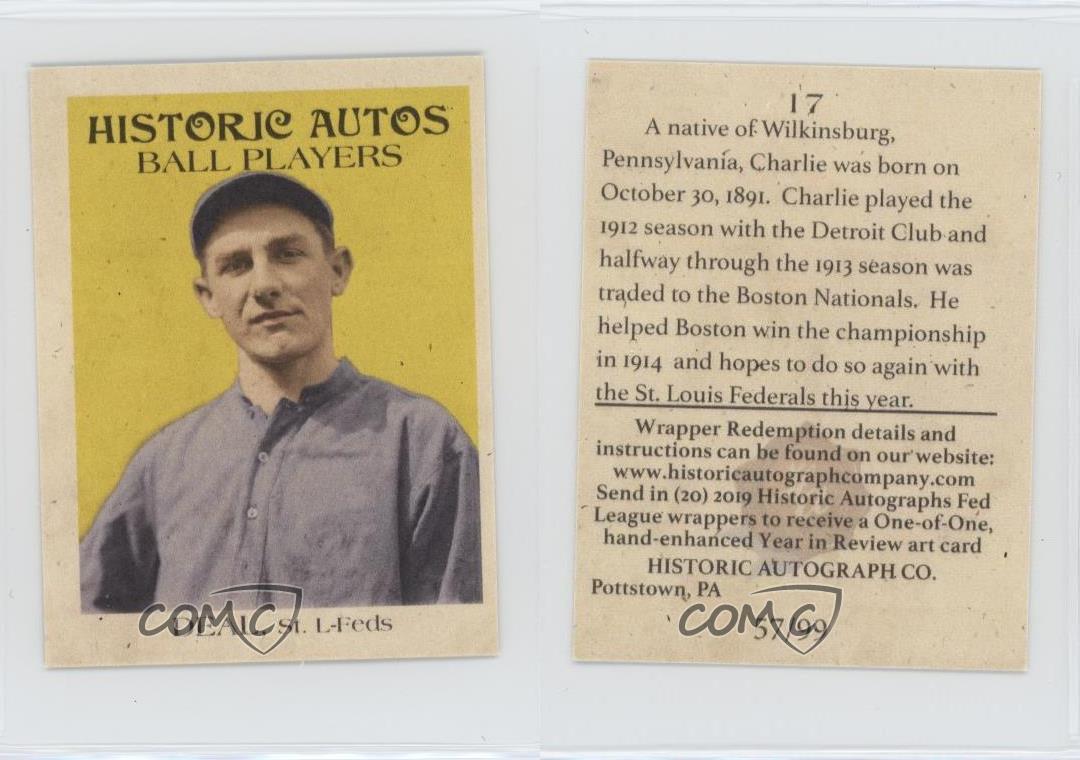 HISTORIC AUTOS
BALL PLAYERS
DEAL, St. L-Feds
COMC
17
A native of Wilkinsburg,
Pennsylvania, Charlie was born on
October 30, 1891. Charlie played the
1912 season with the Detroit Club and
halfway through the 1913 season was
traded to the Boston Nationals. He
helped Boston win the championship
in 1914 and hopes to do so again with
the St. Louis Federals this year.
Wrapper Redemption details and
instructions can be found on our website:
www.historicautographcompany.com
Send in (20) 2019 Historic Autographs Fed
League wrappers to receive a One-of-One,
hand-enhanced Year in Review art card
HISTORIC AUTOGRAPH CO.
Pottstown, PA
57/99
COMC